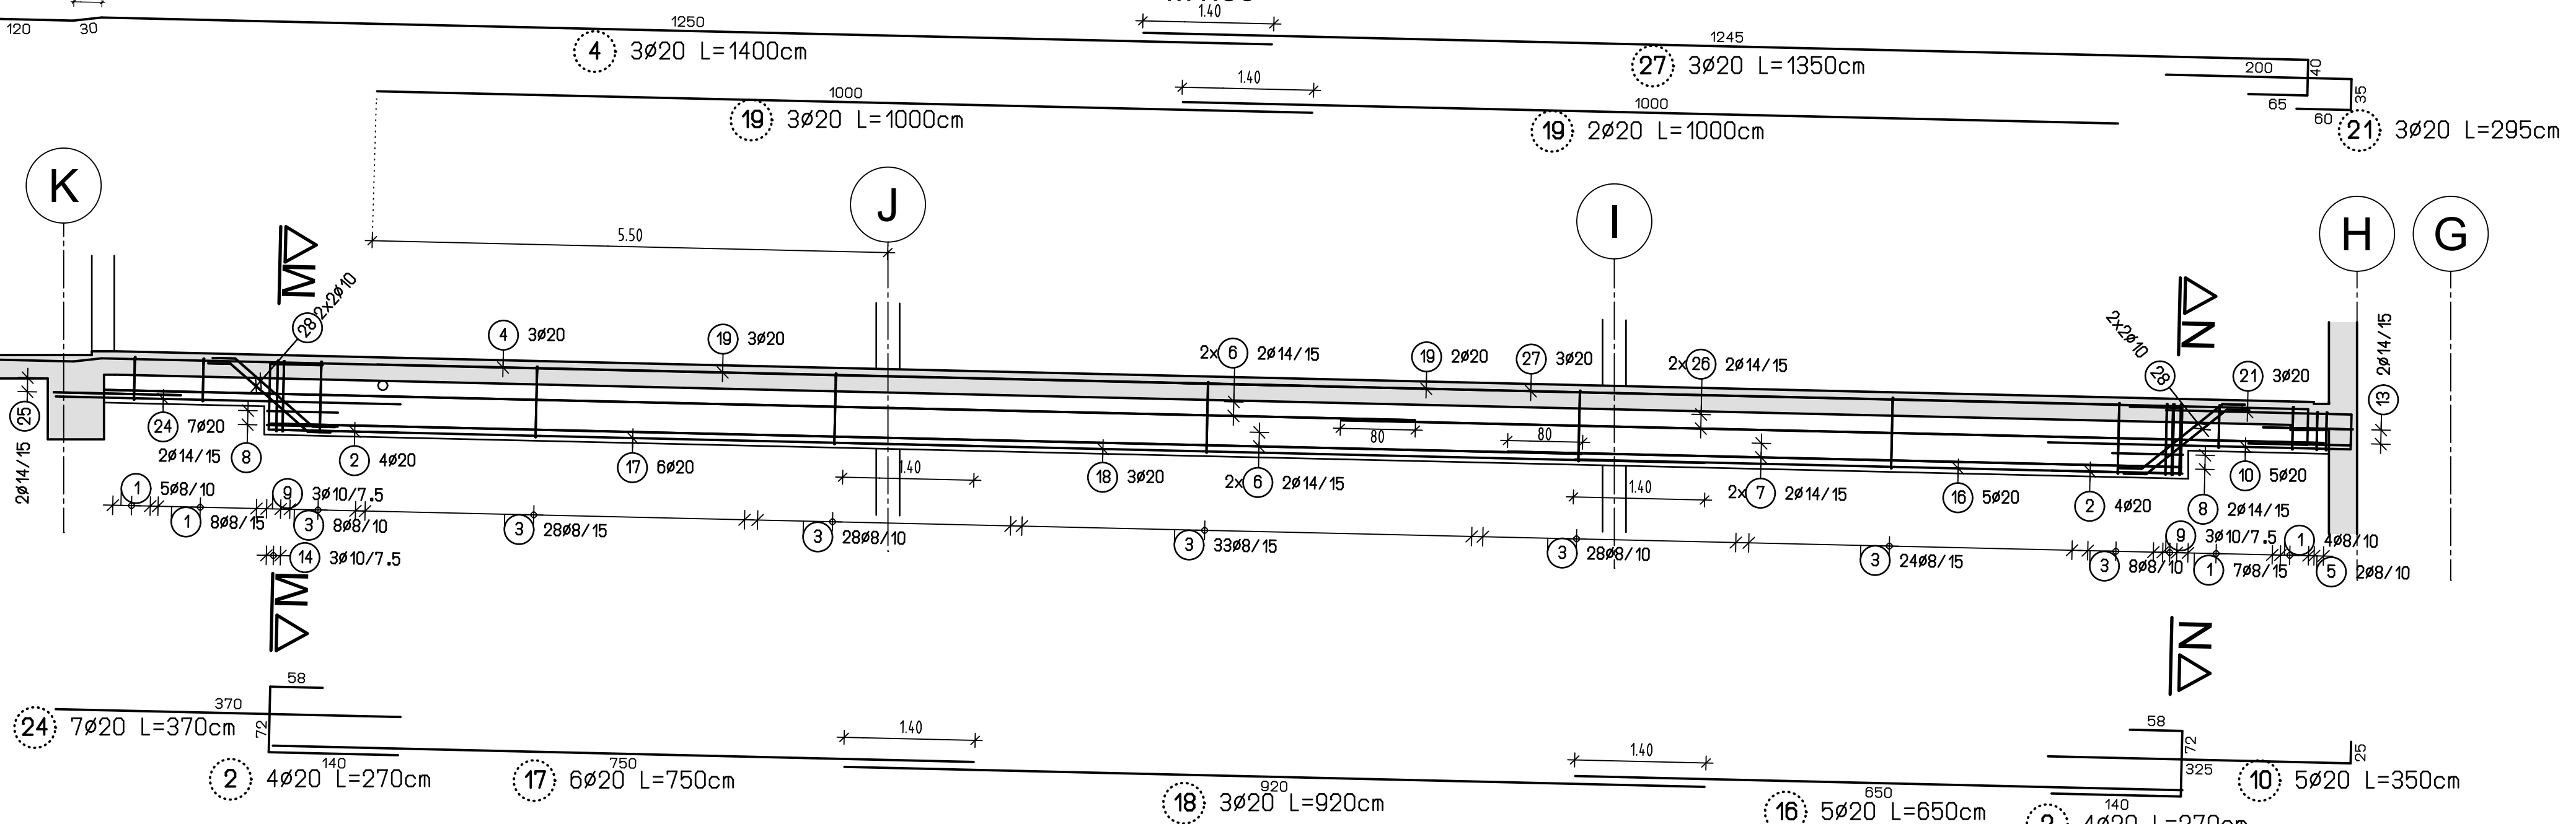 1.40
1250
120
30
4 3ø20 L=1400cm
1245
27 3ø20 L=1350cm
200
40
65
35
60
21 3ø20 L=295cm
1000
1.40
19 3ø20 L=1000cm
1000
19 2ø20 L=1000cm
K
J
I
H
G
5.50
M
N
28 2x2ø10
2x2ø10 28
4 3ø20
19 3ø20
2x 6 2ø14/15
19 2ø20
27 3ø20
2x 26 2ø14/15
21 3ø20
13 2ø14/15
2ø14/15 25
24 7ø20
2ø14/15 8
2 4ø20
17 6ø20
1.40
18 3ø20
2x 6 2ø14/15
80
80
1.40
2x 7 2ø14/15
16 5ø20
2 4ø20
10 5ø20
8 2ø14/15
1 5ø8/10
9 3ø10/7.5
1 8ø8/15
3 8ø8/10
3 28ø8/15
3 28ø8/10
3 33ø8/15
3 28ø8/10
3 24ø8/15
3 8ø8/10
9 3ø10/7.5
1 7ø8/15
1 4ø8/10
5 2ø8/10
14 3ø10/7.5
M
N
58
370
72
24 7ø20 L=370cm
140
2 4ø20 L=270cm
750
17 6ø20 L=750cm
1.40
920
18 3ø20 L=920cm
1.40
650
16 5ø20 L=650cm
58
72
325
25
10 5ø20 L=350cm
140
2 4ø20 L=270cm